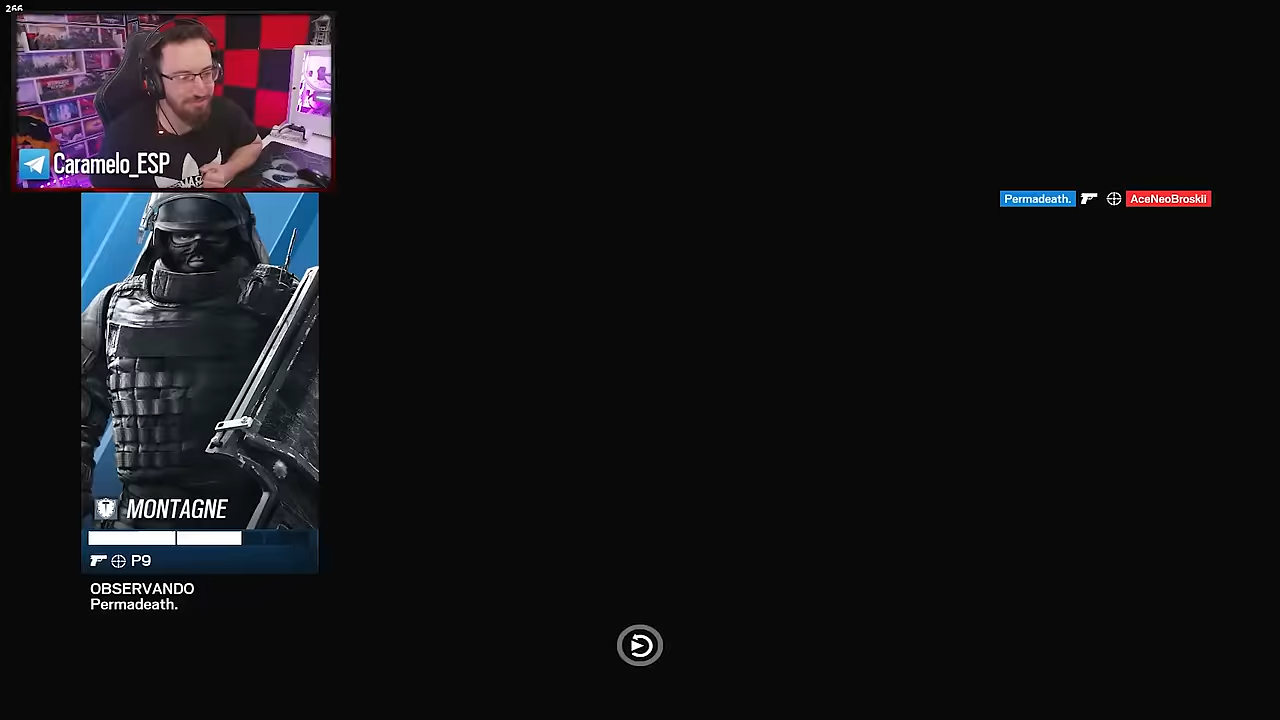 266
Caramelo_ESP
Permadeath. AceNeoBroskii
MONTAGNE
P9
OBSERVANDO
Permadeath.